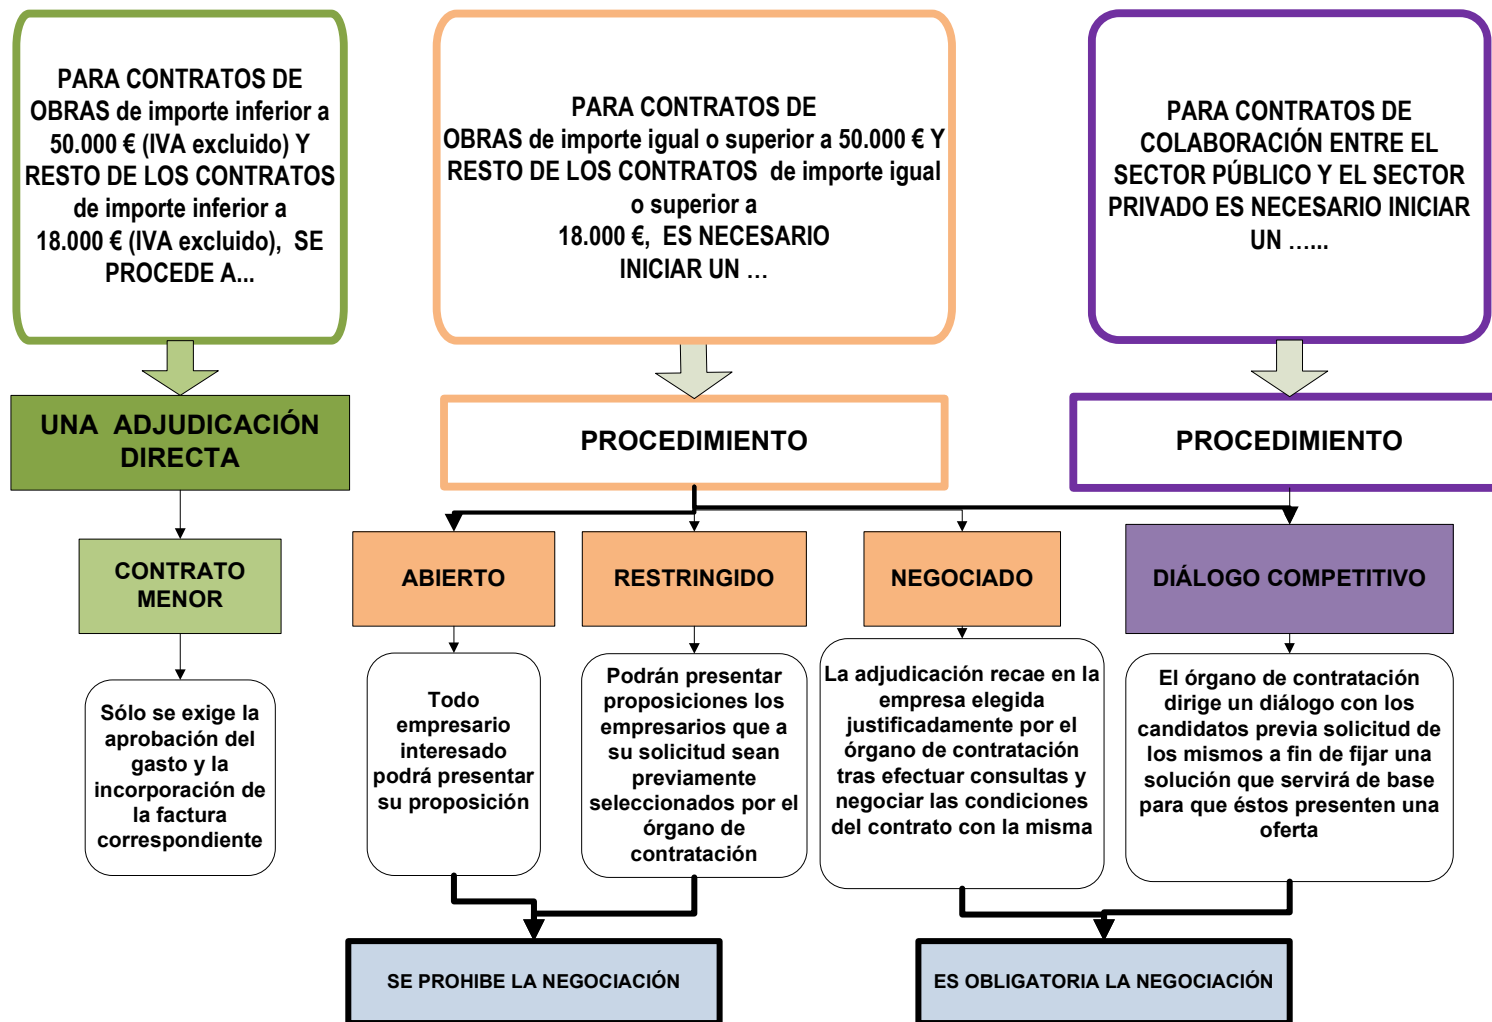 PARA CONTRATOS DE
OBRAS de importe inferior a
50.000 € (IVA excluido) Y
RESTO DE LOS CONTRATOS
de importe inferior a
18.000 € (IVA excluido), SE
PROCEDE A...
PARA CONTRATOS DE
OBRAS de importe igual o superior a 50.000 € Y
RESTO DE LOS CONTRATOS de importe igual
o superior a
18.000 €, ES NECESARIO
INICIAR UN …
PARA CONTRATOS DE
COLABORACIÓN ENTRE EL
SECTOR PÚBLICO Y EL SECTOR
PRIVADO ES NECESARIO INICIAR
UN …...
UNA ADJUDICACIÓN
DIRECTA
PROCEDIMIENTO
PROCEDIMIENTO
CONTRATO
MENOR
ABIERTO
RESTRINGIDO
NEGOCIADO
DIÁLOGO COMPETITIVO
Sólo se exige la
aprobación del
gasto y la
incorporación de
la factura
correspondiente
Todo
empresario
interesado
podrá presentar
su proposición
Podrán presentar
proposiciones los
empresarios que a
su solicitud sean
previamente
seleccionados por el
órgano de
contratación
La adjudicación recae en la
empresa elegida
justificadamente por el
órgano de contratación
tras efectuar consultas y
negociar las condiciones
del contrato con la misma
El órgano de contratación
dirige un diálogo con los
candidatos previa solicitud de
los mismos a fin de fijar una
solución que servirá de base
para que éstos presenten una
oferta
SE PROHIBE LA NEGOCIACIÓN
ES OBLIGATORIA LA NEGOCIACIÓN